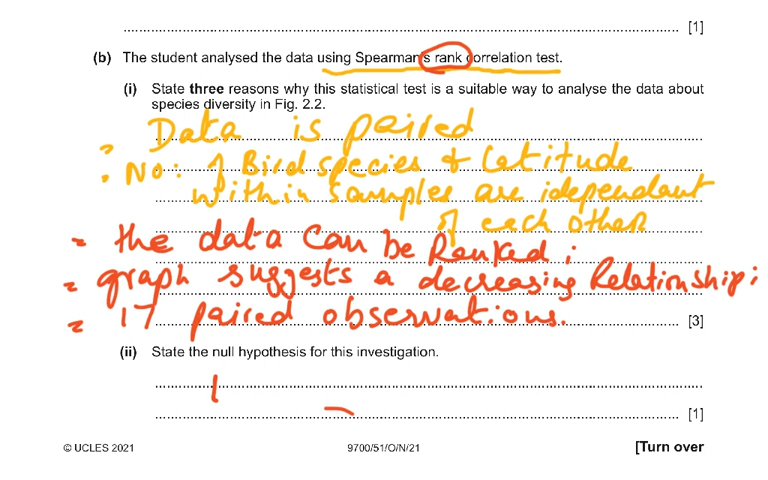 [1]
(b) The student analysed the data using Spearman's rank correlation test.
(i) State three reasons why this statistical test is a suitable way to analyse the data about
species diversity in Fig. 2.2.
Data is paired
: No: of Bird species + Latitude
within samples are idependant
of each other
= the data can be Ranked ;
= graph suggests a decreasing Relationship ;
= 17 paired observations. [3]
(ii) State the null hypothesis for this investigation.
[1]
© UCLES 2021 9700/51/O/N/21 [Turn over